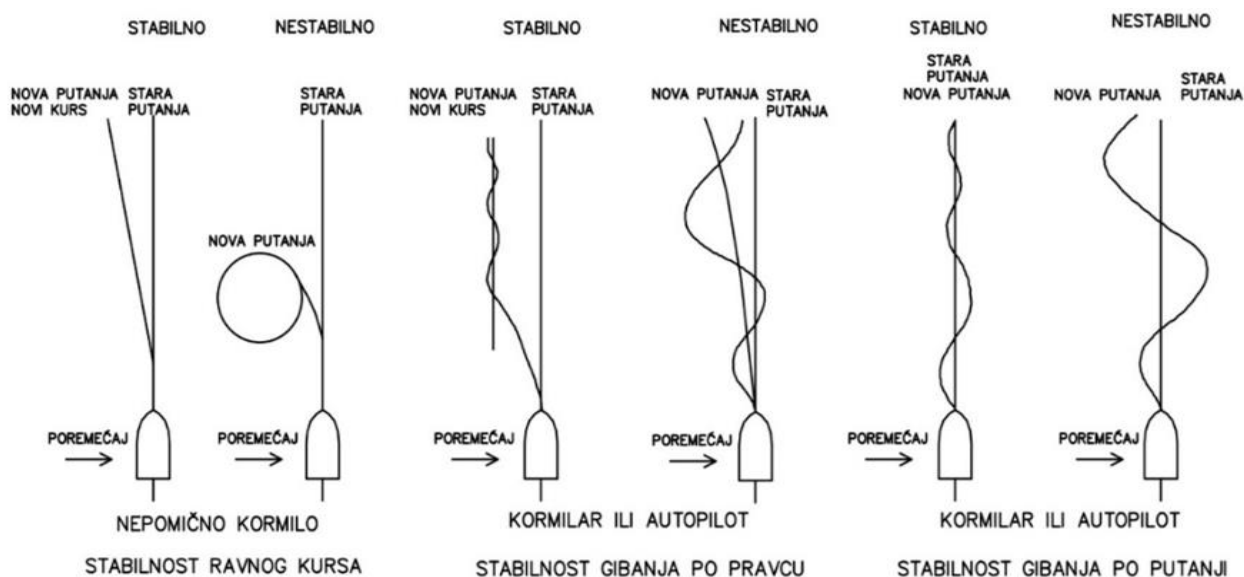 STABILNO
NESTABILNO
STABILNO
NESTABILNO
STABILNO
NESTABILNO
NOVA PUTANJA
NOVI KURS
STARA
PUTANJA
STARA
PUTANJA
NOVA PUTANJA
NOVA PUTANJA
NOVI KURS
STARA
PUTANJA
NOVA PUTANJA
STARA
PUTANJA
STARA
PUTANJA
NOVA PUTANJA
NOVA PUTANJA
STARA
PUTANJA
POREMEĆAJ
POREMEĆAJ
POREMEĆAJ
POREMEĆAJ
POREMEĆAJ
POREMEĆAJ
NEPOMIČNO KORMILO
STABILNOST RAVNOG KURSA
KORMILAR ILI AUTOPILOT
STABILNOST GIBANJA PO PRAVCU
KORMILAR ILI AUTOPILOT
STABILNOST GIBANJA PO PUTANJI